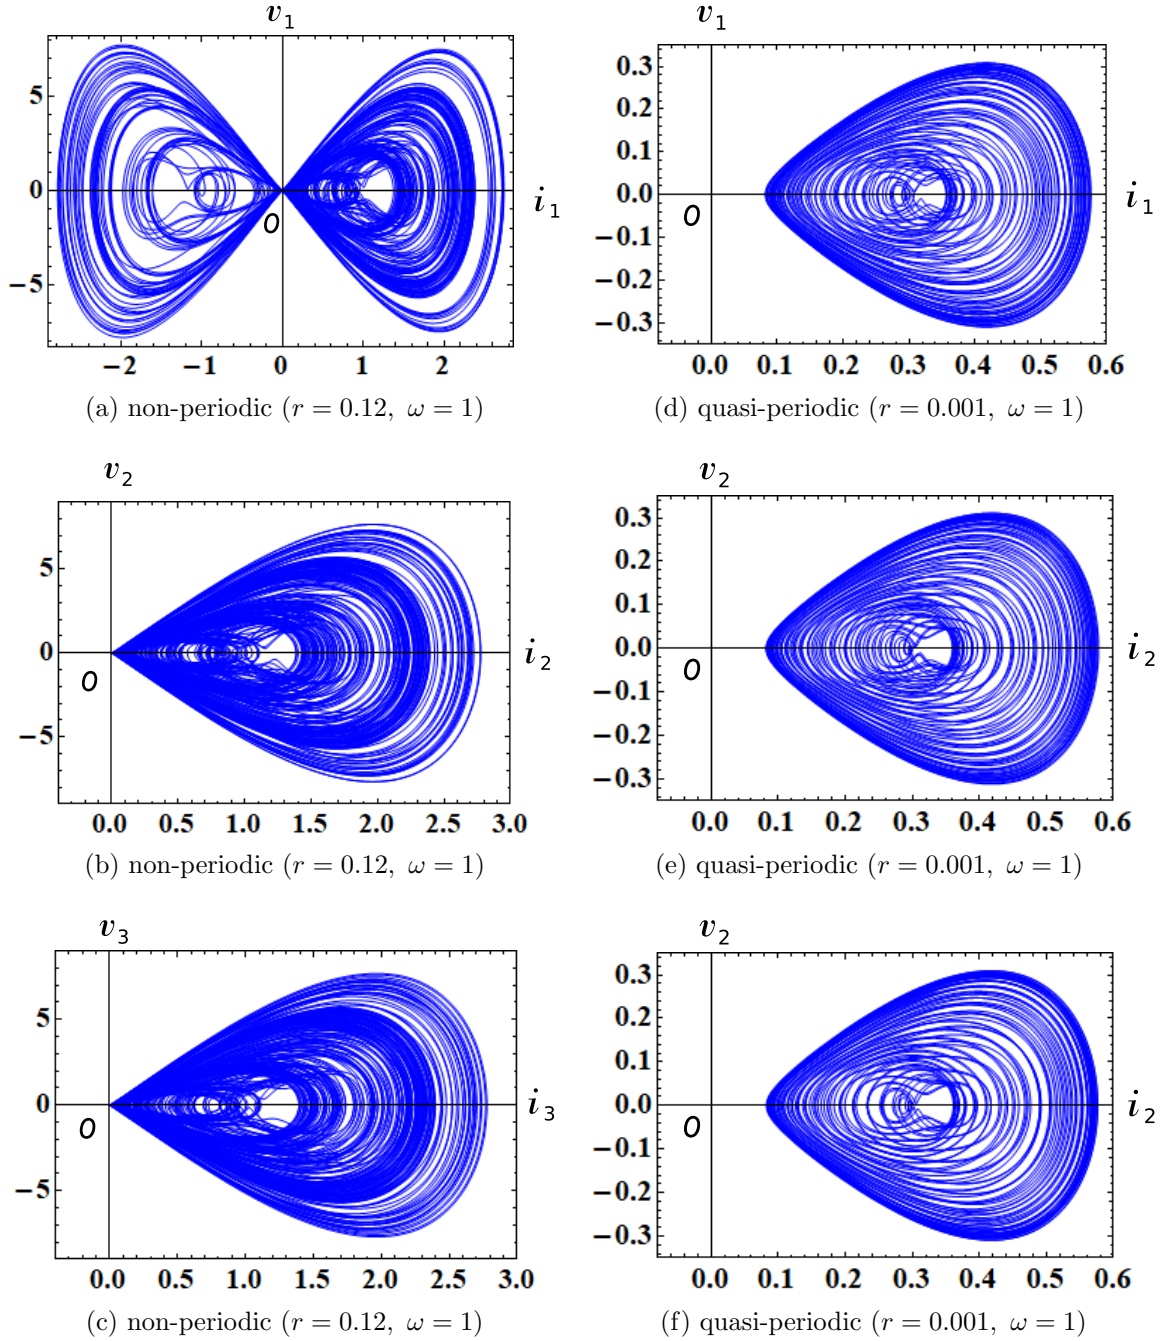 v1
5
0
−5
O
i1
−2 −1 0 1 2
(a) non-periodic (r = 0.12, ω = 1)
v1
0.3
0.2
0.1
0.0
−0.1
−0.2
−0.3
O
i1
0.0 0.1 0.2 0.3 0.4 0.5 0.6
(d) quasi-periodic (r = 0.001, ω = 1)
v2
5
0
−5
O
i2
0.0 0.5 1.0 1.5 2.0 2.5 3.0
(b) non-periodic (r = 0.12, ω = 1)
v2
0.3
0.2
0.1
0.0
−0.1
−0.2
−0.3
O
i2
0.0 0.1 0.2 0.3 0.4 0.5 0.6
(e) quasi-periodic (r = 0.001, ω = 1)
v3
5
0
−5
O
i3
0.0 0.5 1.0 1.5 2.0 2.5 3.0
(c) non-periodic (r = 0.12, ω = 1)
v2
0.3
0.2
0.1
0.0
−0.1
−0.2
−0.3
O
i2
0.0 0.1 0.2 0.3 0.4 0.5 0.6
(f) quasi-periodic (r = 0.001, ω = 1)